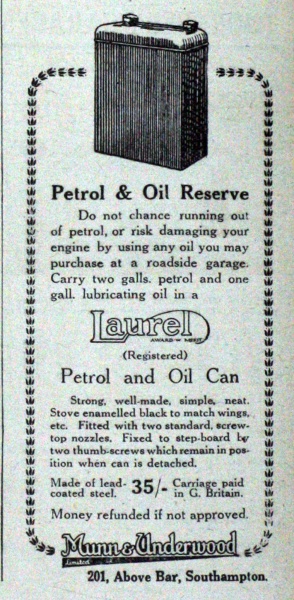 Petrol & Oil Reserve
Do not chance running out
of petrol, or risk damaging your
engine by using any oil you may
purchase at a roadside garage.
Carry two galls. petrol and one
gall. lubricating oil in a
Laurel
AWARD OF MERIT
(Registered)
Petrol and Oil Can
Strong, well-made, simple, neat.
Stove enamelled black to match wings,
etc. Fitted with two standard, screw-
top nozzles. Fixed to step-board by
two thumb-screws which remain in pos-
ition when can is detached.
Made of lead-
coated steel.
35/-
Carriage paid
in G. Britain.
Money refunded if not approved.
Munn & Underwood
Limited
201, Above Bar, Southampton.